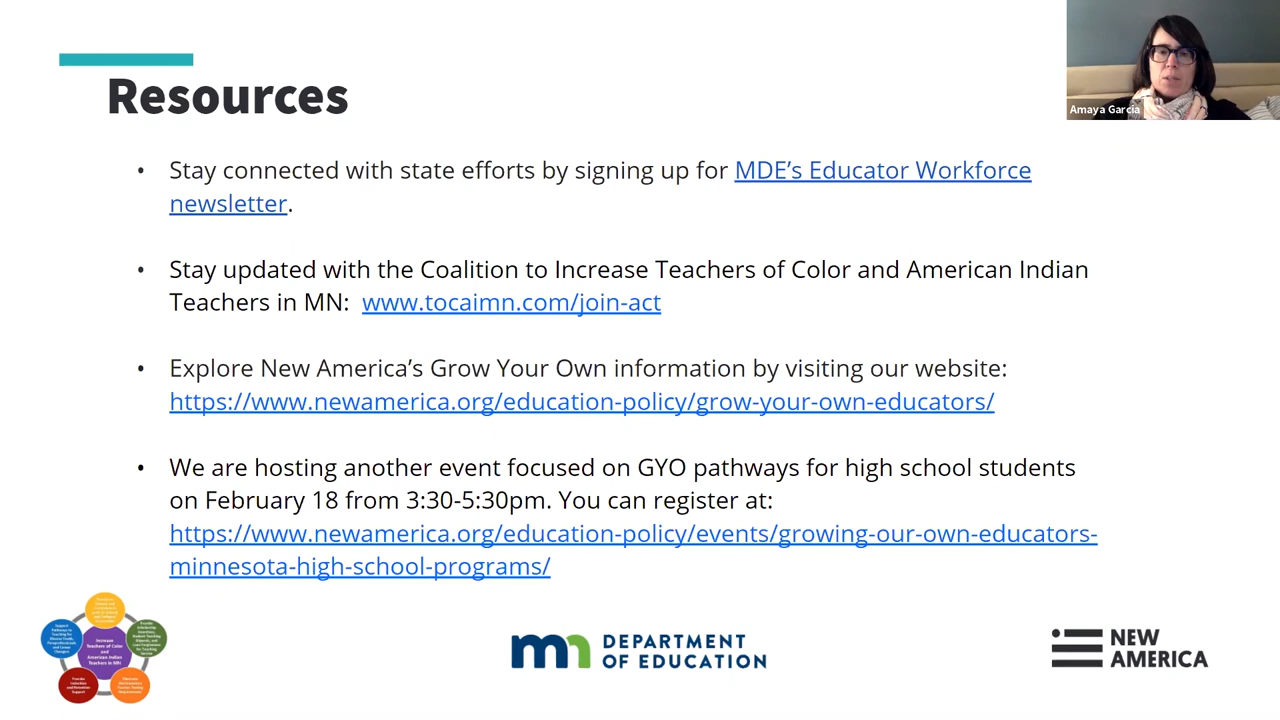 Resources
Amaya Garcia
• Stay connected with state efforts by signing up for MDE’s Educator Workforce
newsletter.
• Stay updated with the Coalition to Increase Teachers of Color and American Indian
Teachers in MN:  www.tocaimn.com/join-act
• Explore New America’s Grow Your Own information by visiting our website:
https://www.newamerica.org/education-policy/grow-your-own-educators/
• We are hosting another event focused on GYO pathways for high school students
on February 18 from 3:30-5:30pm. You can register at:
https://www.newamerica.org/education-policy/events/growing-our-own-educators-
minnesota-high-school-programs/
Increase
Teachers of Color
and
American Indian
Teachers in MN
mn DEPARTMENT
OF EDUCATION
NEW
AMERICA